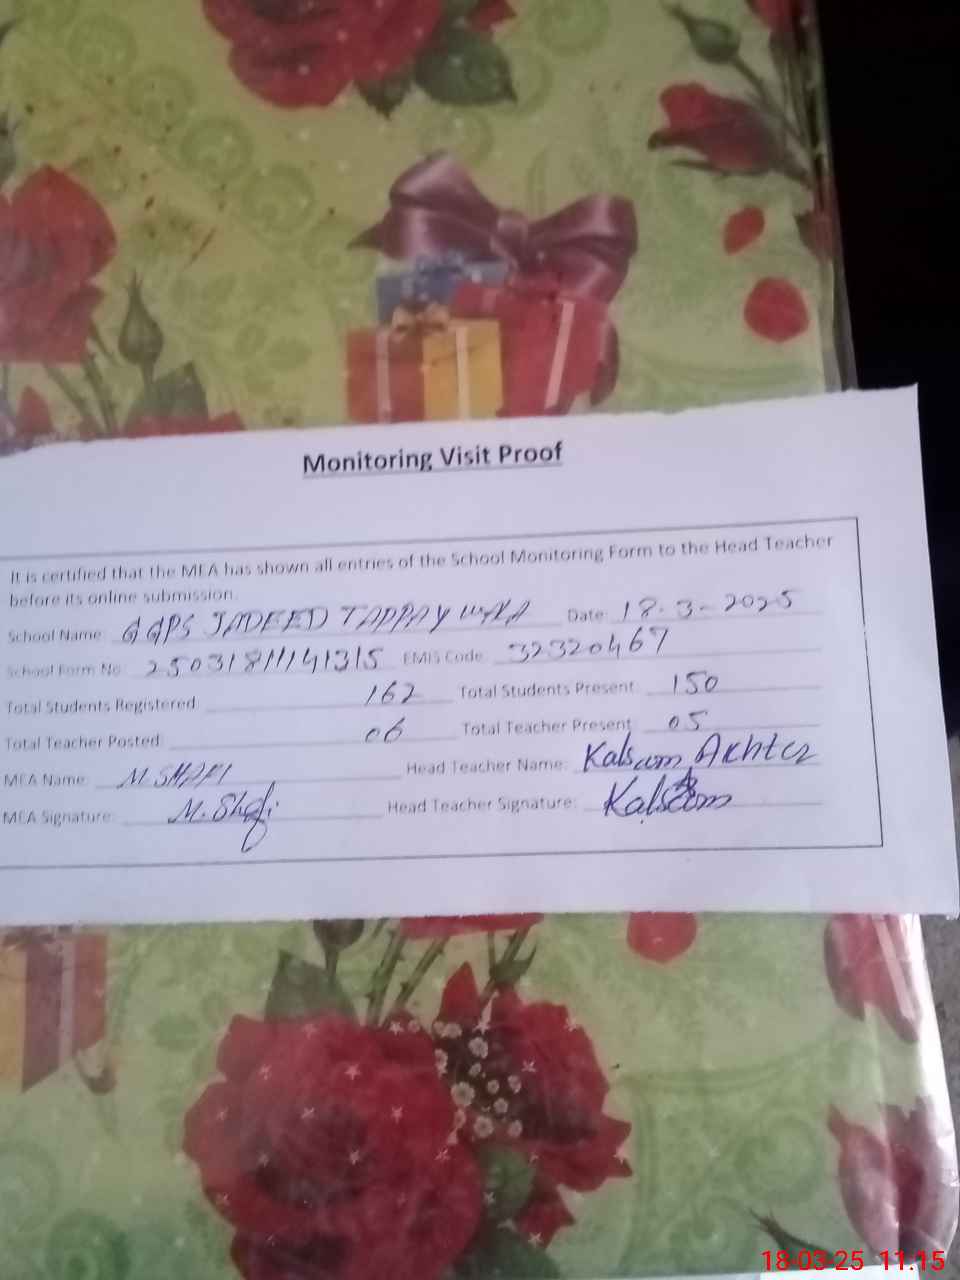 Monitoring Visit Proof
It is certified that the MEA has shown all entries of the School Monitoring Form to the Head Teacher
before its online submission.
School Name: GGPS JADEED TAPPAY WALA Date: 18-3-2025
School Form No: 25031811141315 EMIS Code: 32320467
Total Students Registered: 162 Total Students Present: 150
Total Teacher Posted: 06 Total Teacher Present: 05
MEA Name: M SHAFI Head Teacher Name: Kalsoom Akhter
MEA Signature: M. Shafi Head Teacher Signature: Kalsoom
18-03-25 11.15